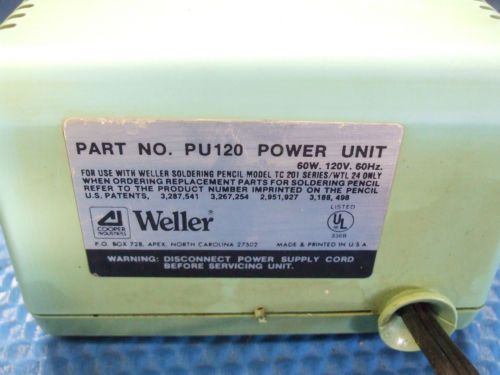 PART NO. PU120 POWER UNIT
60W. 120V. 60Hz.
FOR USE WITH WELLER SOLDERING PENCIL MODEL TC 201 SERIES/WTL 24 ONLY
WHEN ORDERING REPLACEMENT PARTS FOR SOLDERING PENCIL
REFER TO THE PRODUCT NUMBER IMPRINTED ON THE PENCIL
U.S. PATENTS, 3,287,541 3,267,254 2,951,927 3,188,498
COOPER
INDUSTRIES
Weller®
LISTED
UL
P.O. BOX 728, APEX, NORTH CAROLINA 27502 MADE & PRINTED IN U.S.A.
WARNING: DISCONNECT POWER SUPPLY CORD
BEFORE SERVICING UNIT.